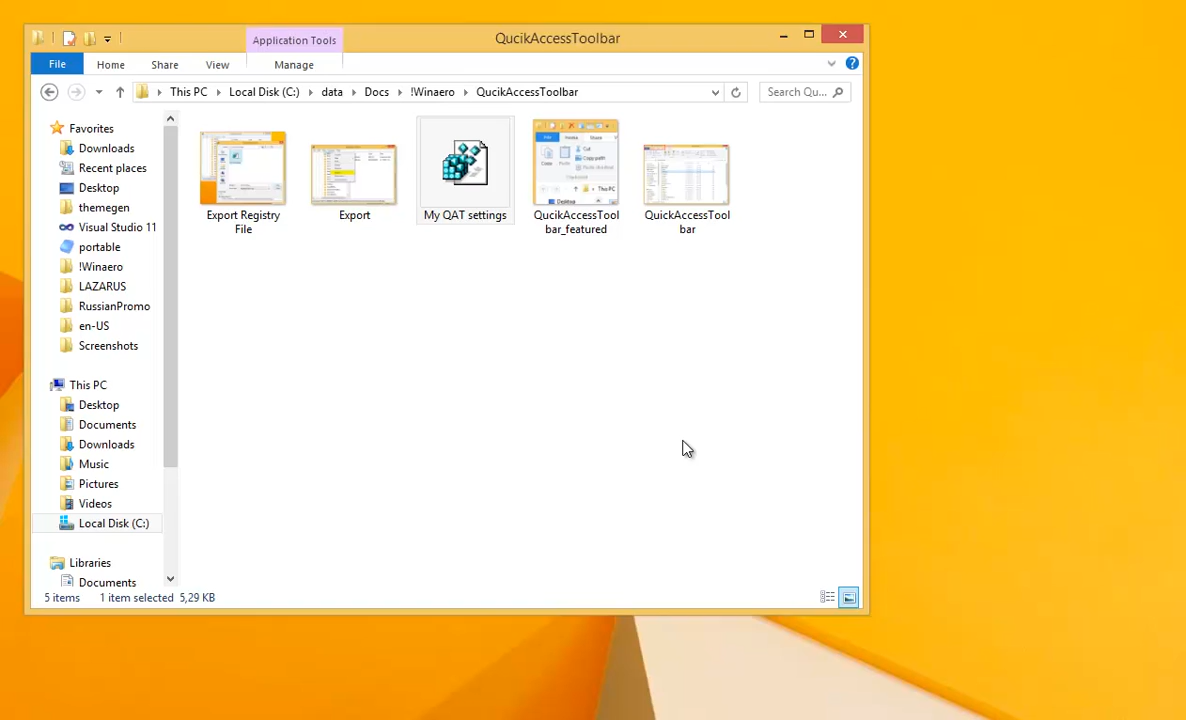 Application Tools
QucikAccessToolbar
File
Home
Share
View
Manage
This PC
Local Disk (C:)
data
Docs
!Winaero
QucikAccessToolbar
Search Qu...
Favorites
Downloads
Recent places
Desktop
themegen
Visual Studio 11
portable
!Winaero
LAZARUS
RussianPromo
en-US
Screenshots
This PC
Desktop
Documents
Downloads
Music
Pictures
Videos
Local Disk (C:)
Libraries
Documents
Export Registry
File
Export
My QAT settings
QucikAccessTool
bar_featured
QuickAccessTool
bar
5 items
1 item selected 5,29 KB